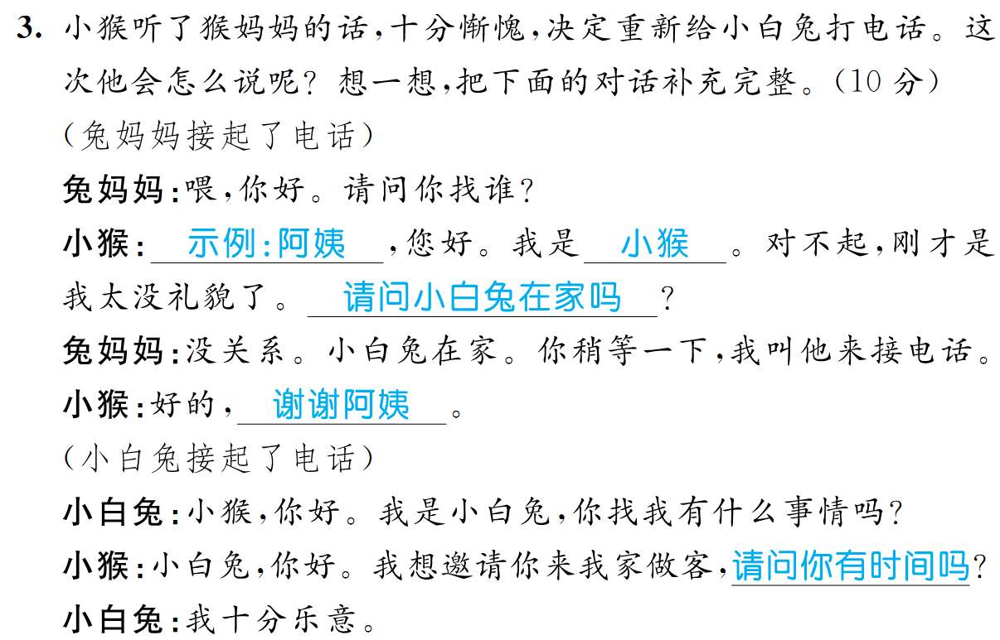 3. 小猴听了猴妈妈的话,十分惭愧,决定重新给小白兔打电话。这
次他会怎么说呢?想一想,把下面的对话补充完整。(10 分)
(兔妈妈接起了电话)
兔妈妈:喂,你好。请问你找谁?
小猴:示例:阿姨,您好。我是小猴。对不起,刚才是
我太没礼貌了。请问小白兔在家吗?
兔妈妈:没关系。小白兔在家。你稍等一下,我叫他来接电话。
小猴:好的,谢谢阿姨。
(小白兔接起了电话)
小白兔:小猴,你好。我是小白兔,你找我有什么事情吗?
小猴:小白兔,你好。我想邀请你来我家做客,请问你有时间吗?
小白兔:我十分乐意。